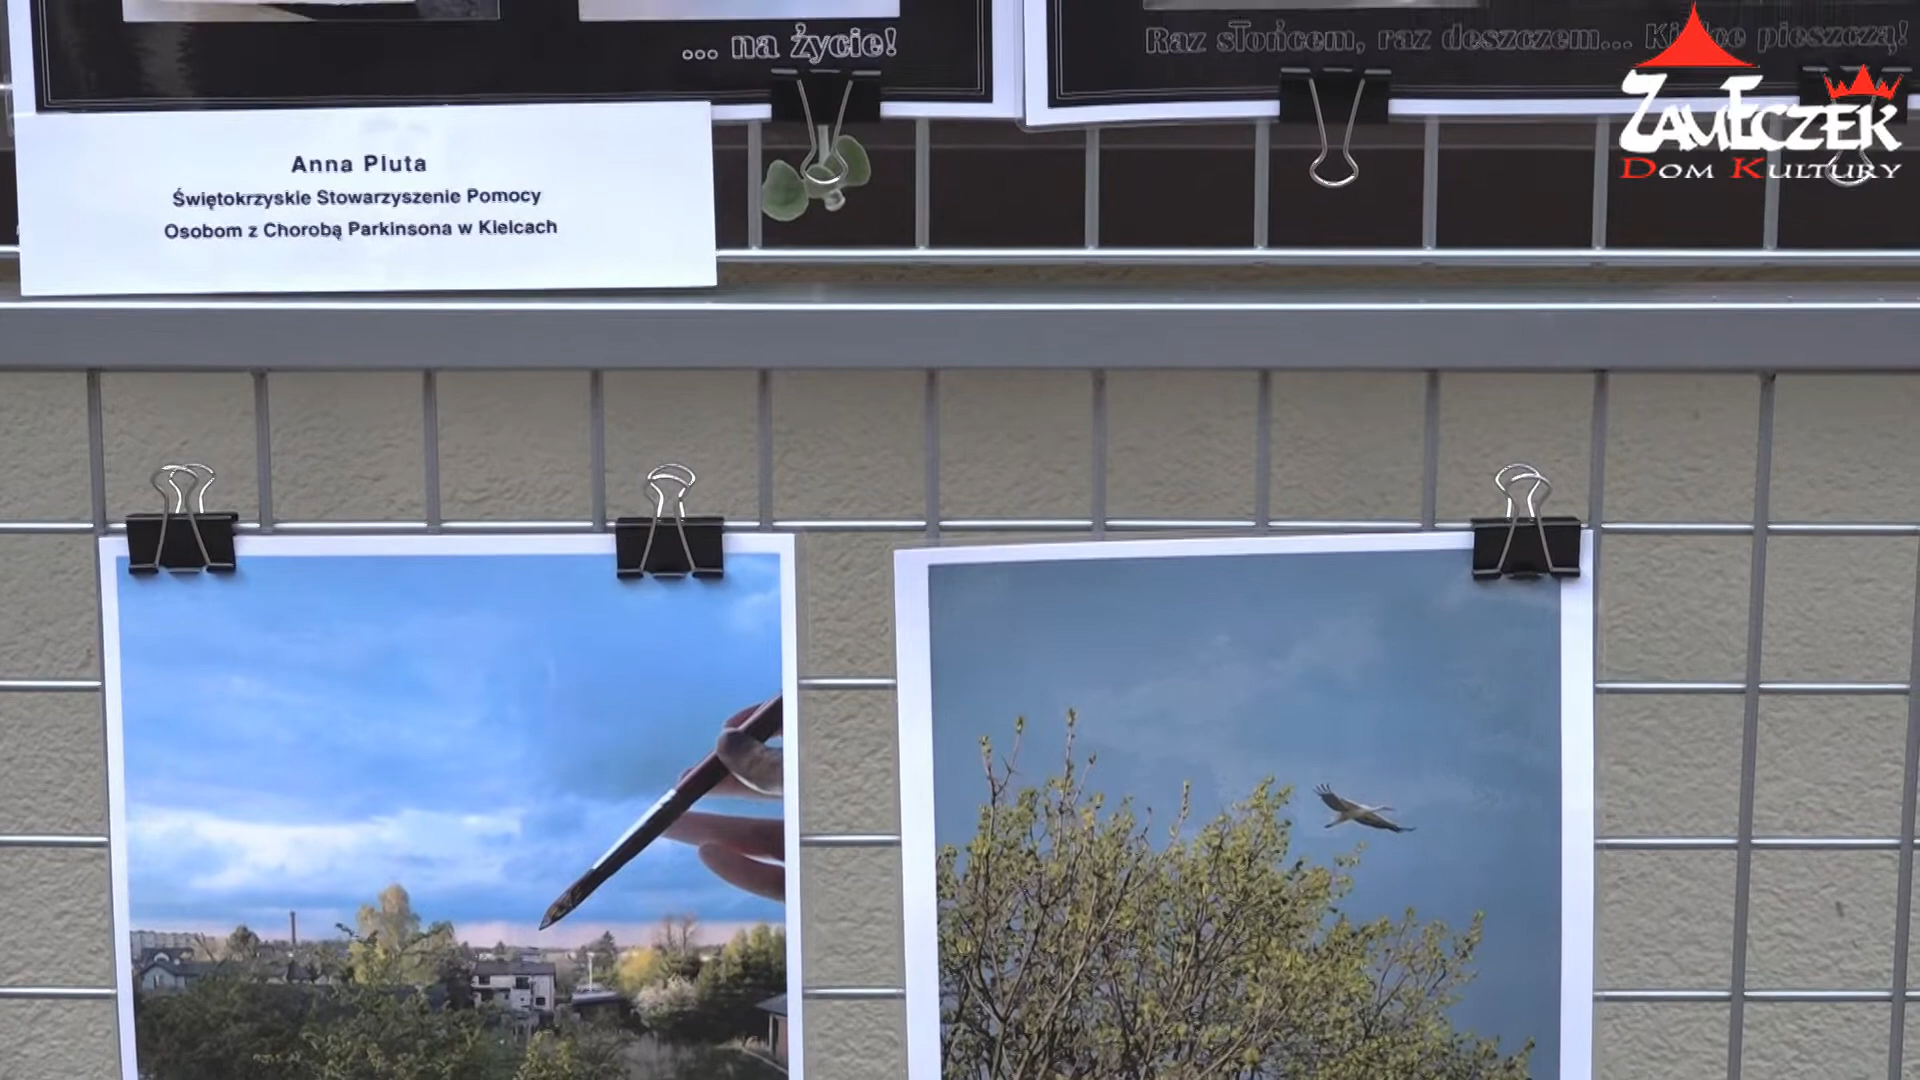 ... na życie!
Raz słońcem, raz deszczem... Kielce pieszczą!
ZAMECZEK
DOM KULTURY
Anna Pluta
Świętokrzyskie Stowarzyszenie Pomocy
Osobom z Chorobą Parkinsona w Kielcach